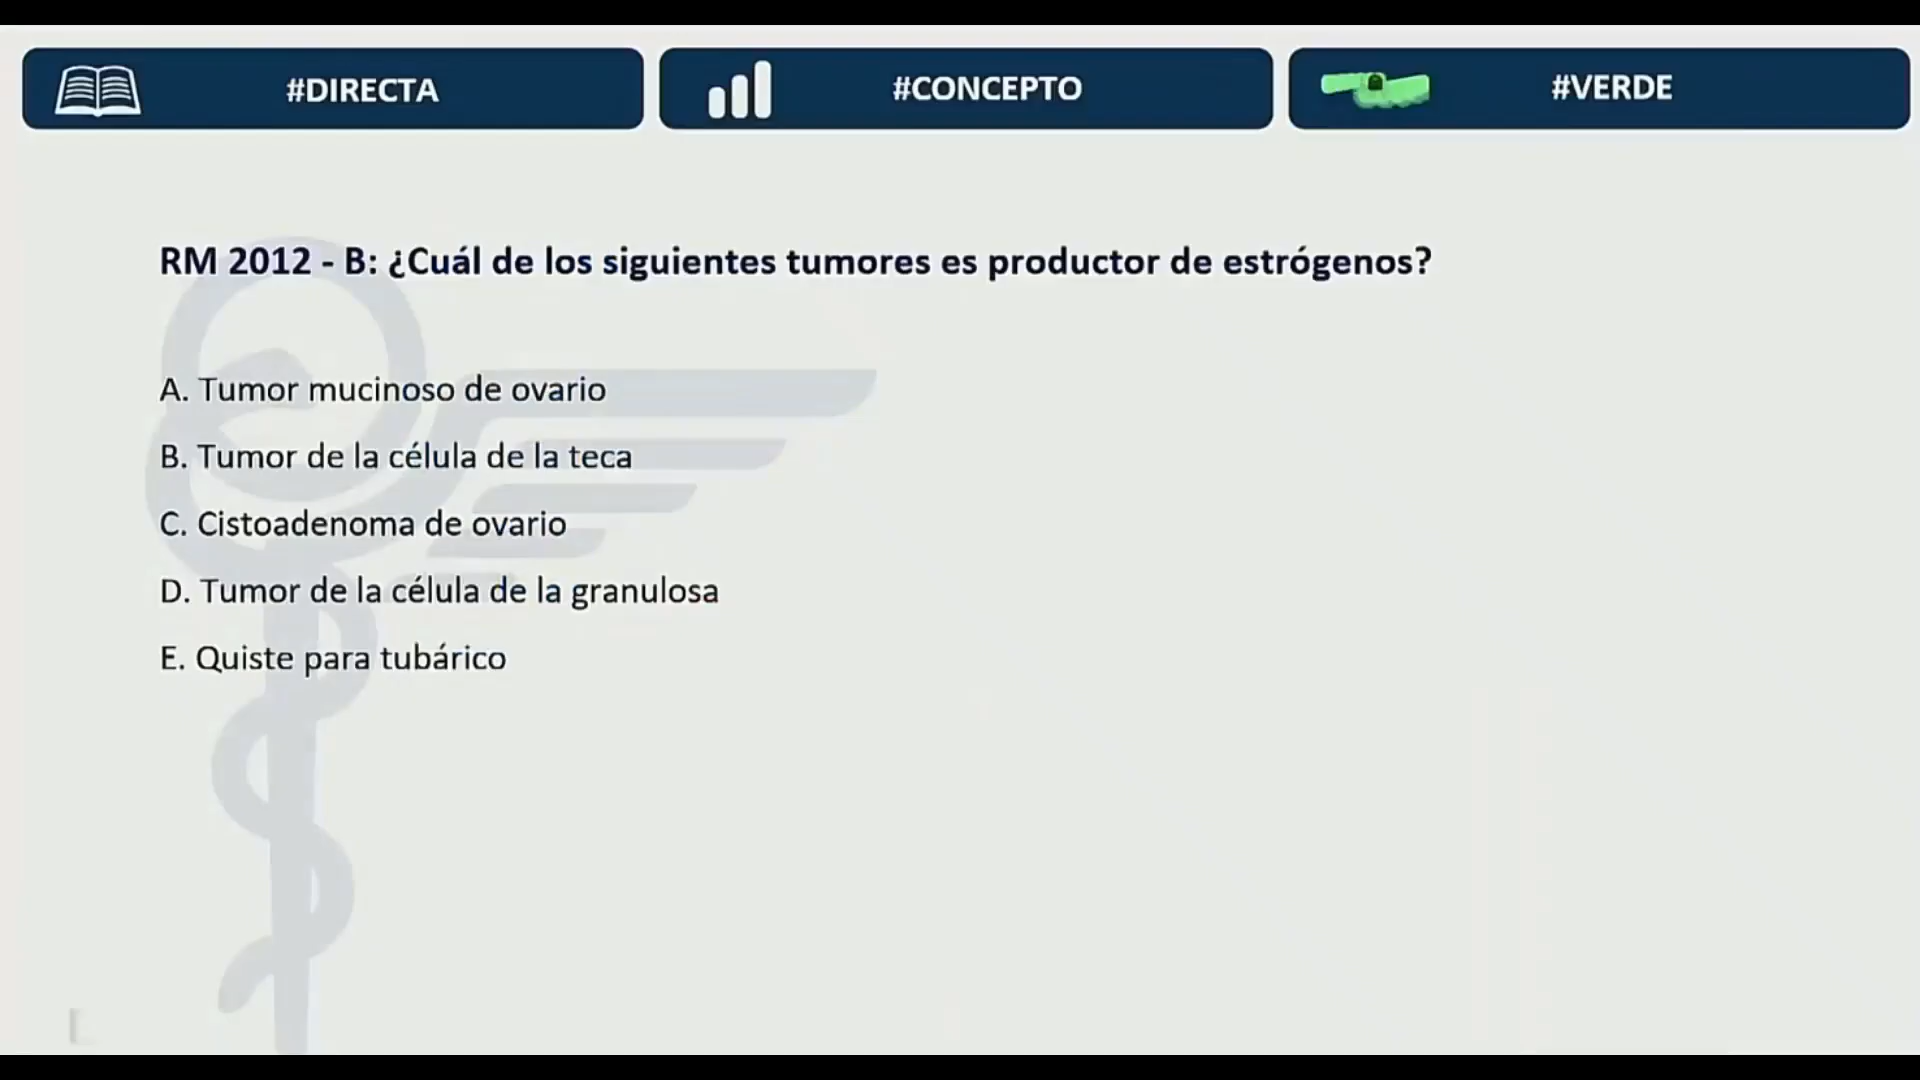 #DIRECTA
#CONCEPTO
#VERDE
RM 2012 - B: ¿Cuál de los siguientes tumores es productor de estrógenos?
A. Tumor mucinoso de ovario
B. Tumor de la célula de la teca
C. Cistoadenoma de ovario
D. Tumor de la célula de la granulosa
E. Quiste para tubárico